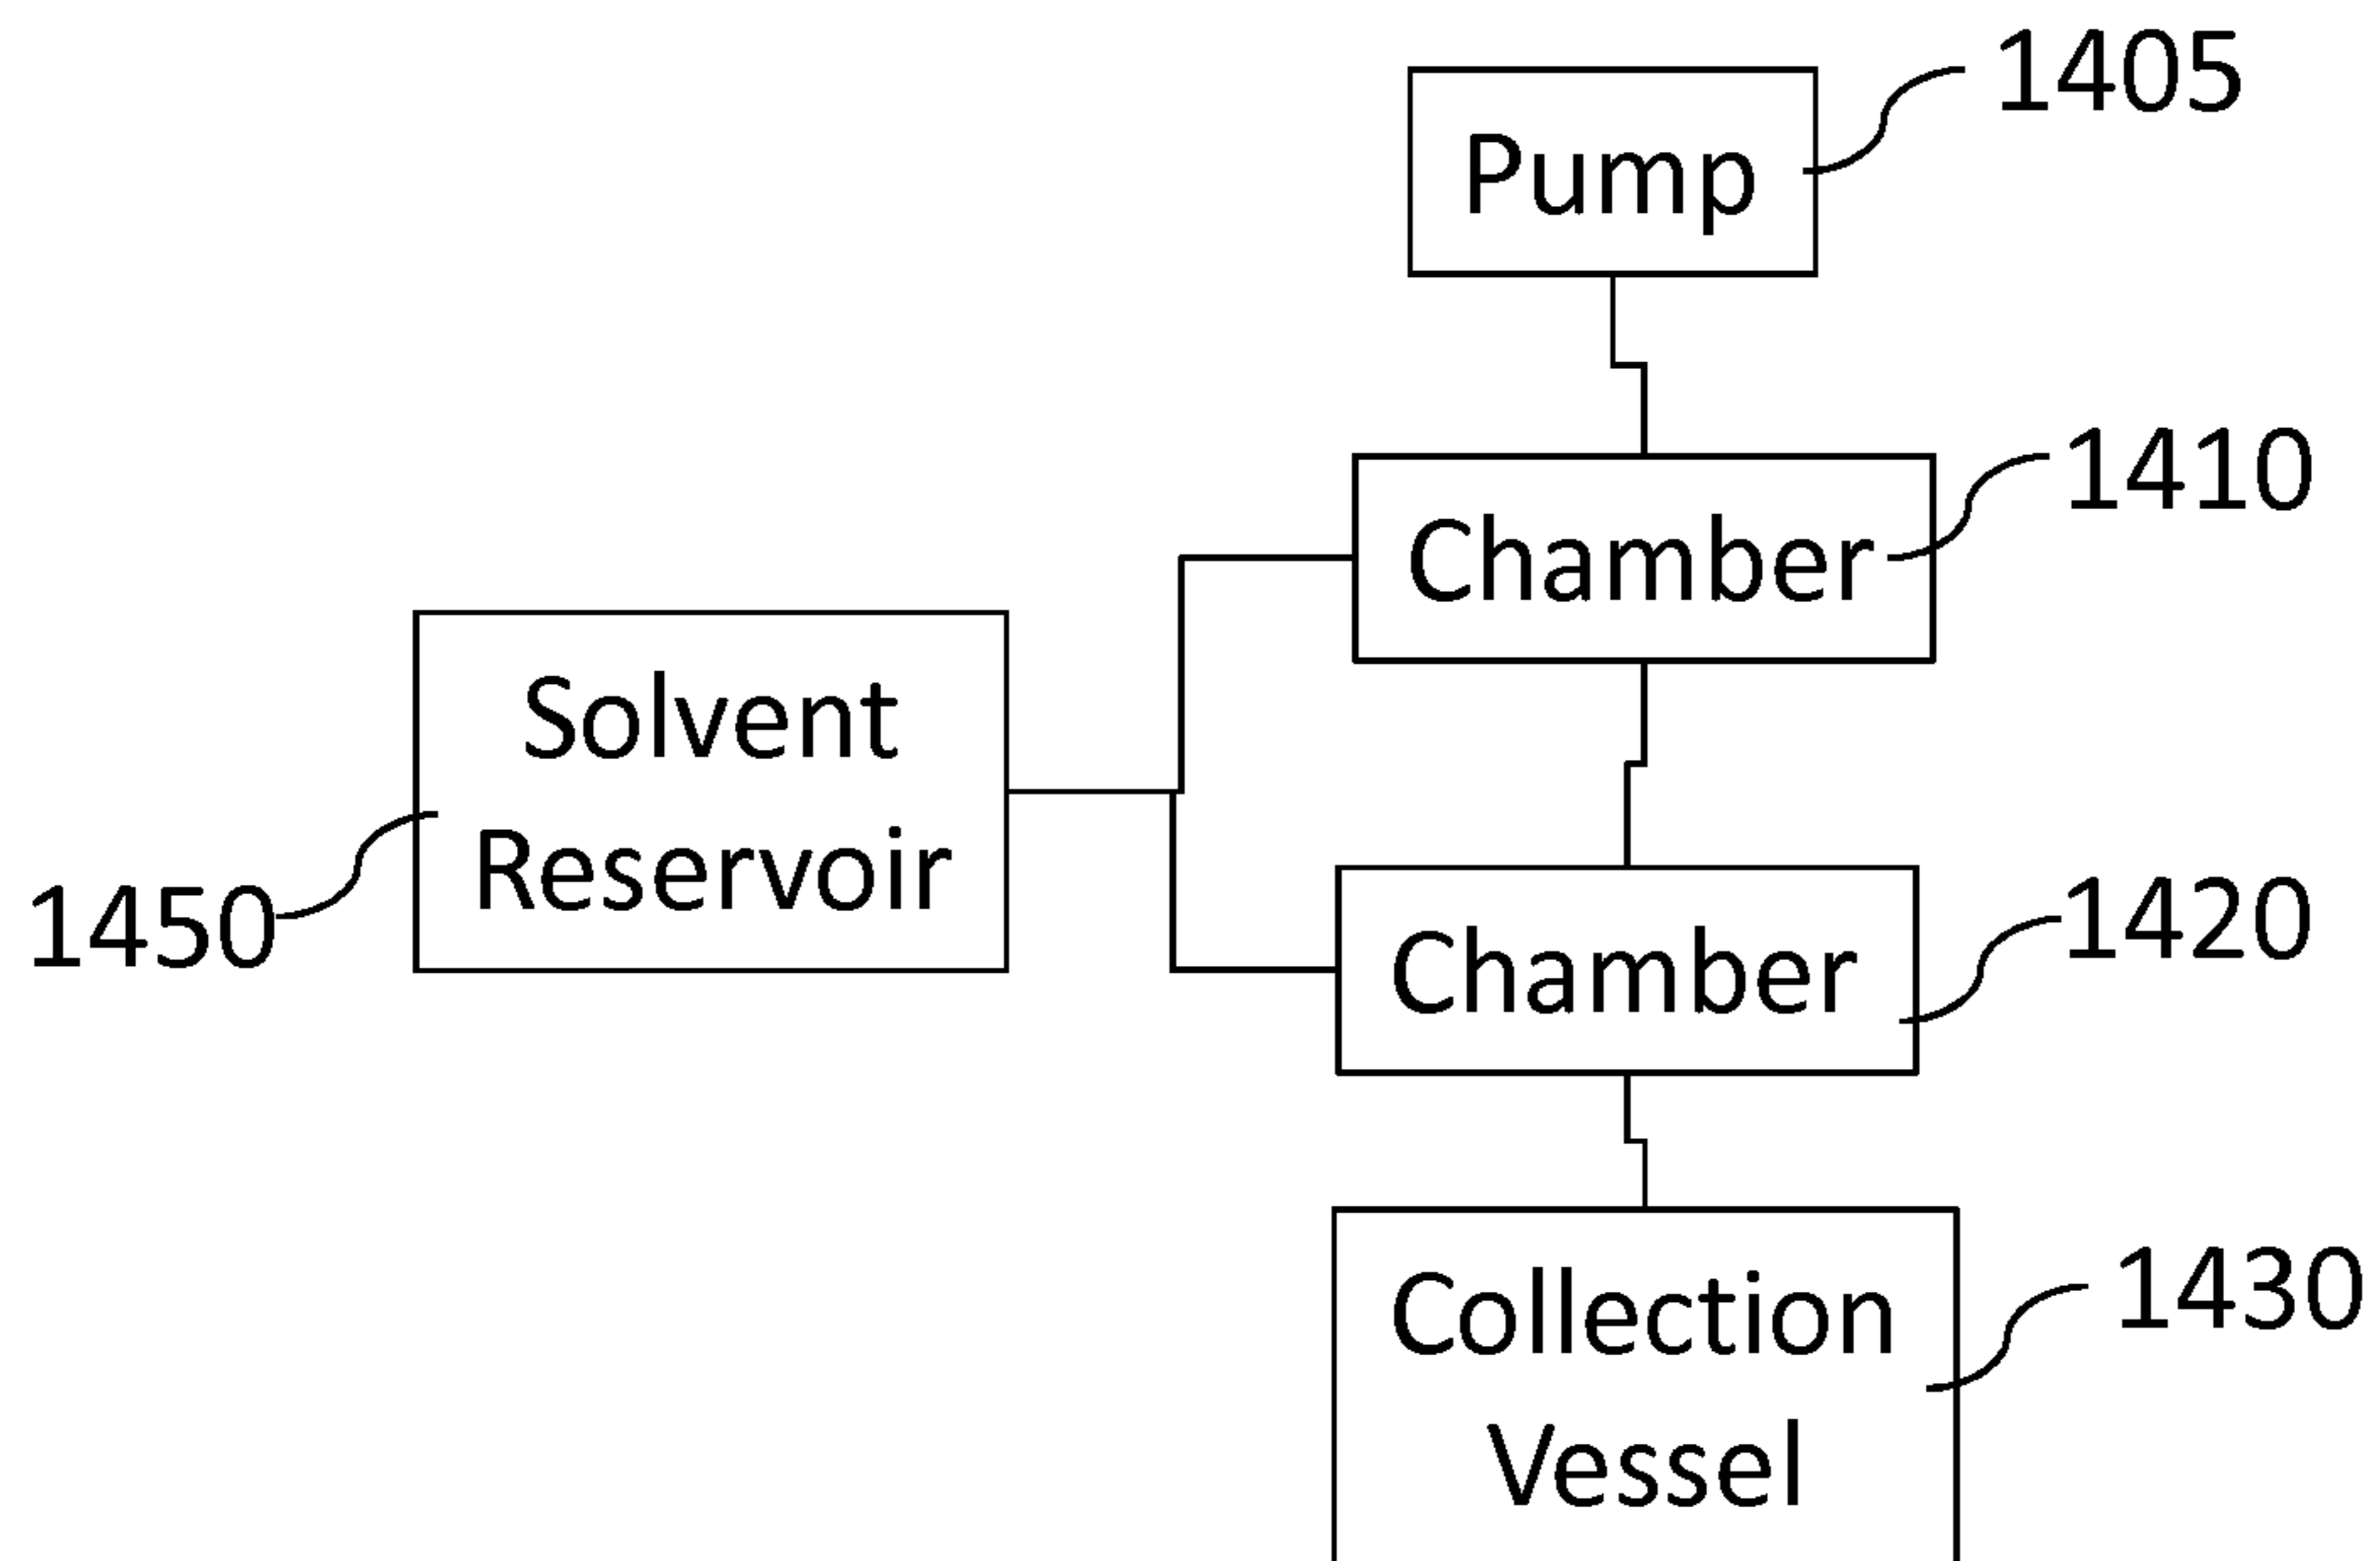 1405
Pump
1410
Chamber
Solvent
Reservoir
1450
1420
Chamber
1430
Collection
Vessel